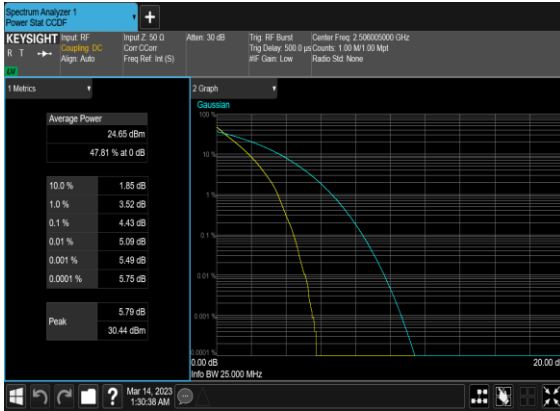 Spectrum Analyzer 1
Power Stat CCDF
KEYSIGHT
R T
Input: RF
Coupling: DC
Align: Auto
Input Z: 50 Ω
Corr CCorr
Freq Ref: Int (S)
Atten: 30 dB
Trig: RF Burst
Trig Delay: 500.0 µs
#IF Gain: Low
Center Freq: 2.506005000 GHz
Counts: 1.00 M/1.00 Mpt
Radio Std: None
1 Metrics
Average Power
24.65 dBm
47.81 % at 0 dB
10.0 % 1.85 dB
1.0 % 3.52 dB
0.1 % 4.43 dB
0.01 % 5.09 dB
0.001 % 5.49 dB
0.0001 % 5.75 dB
Peak
5.79 dB
30.44 dBm
2 Graph
Gaussian
100 %
10 %
1 %
0.1 %
0.01 %
0.001 %
0.0001 %
0.00 dB
20.00 d
Info BW 25.000 MHz
Mar 14, 2023
1:30:38 AM